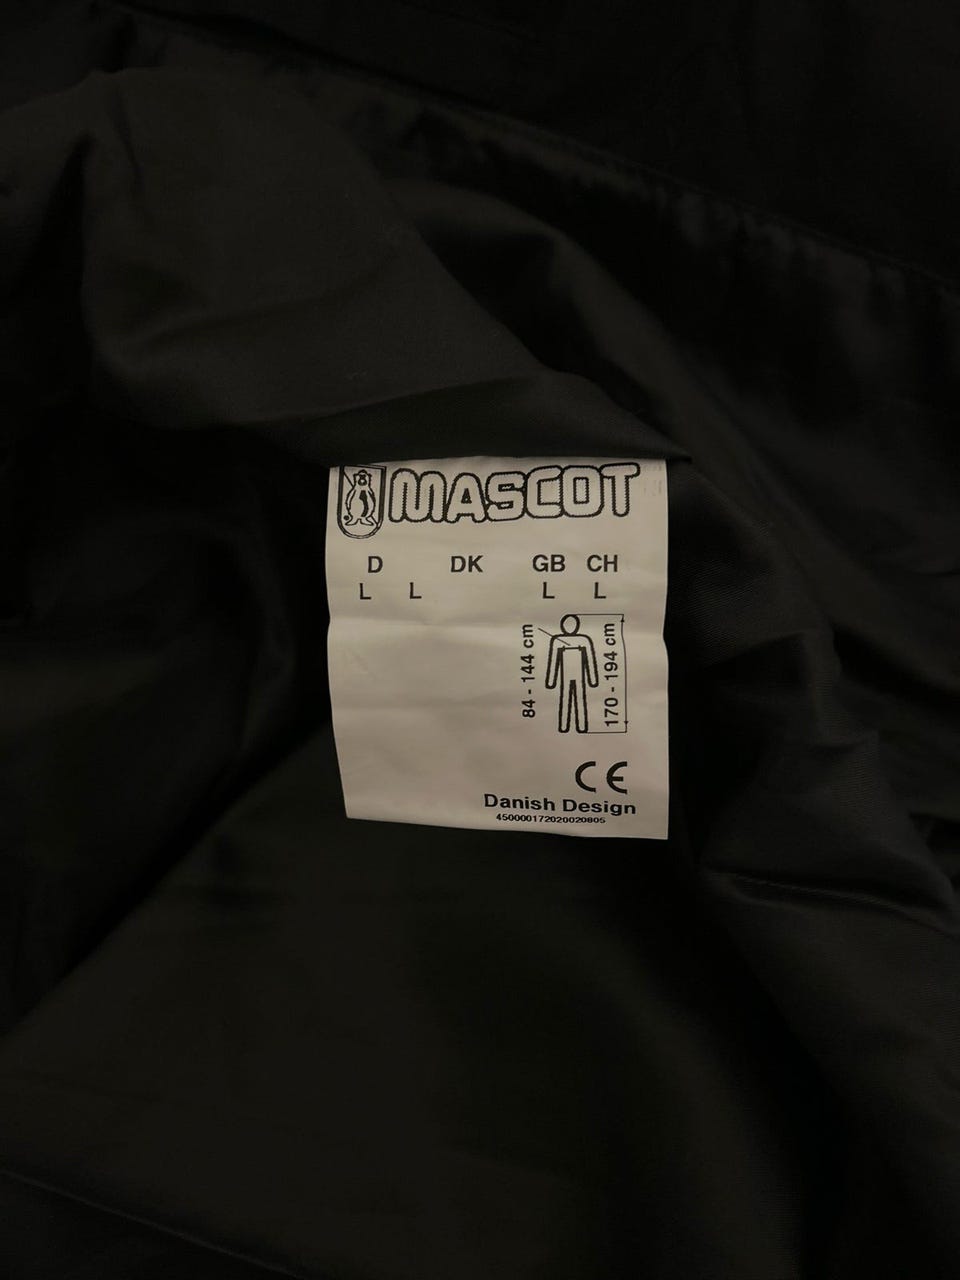 MASCOT
D DK GB CH
L L L L
84 - 144 cm
170 - 194 cm
CE
Danish Design
450000172020020805